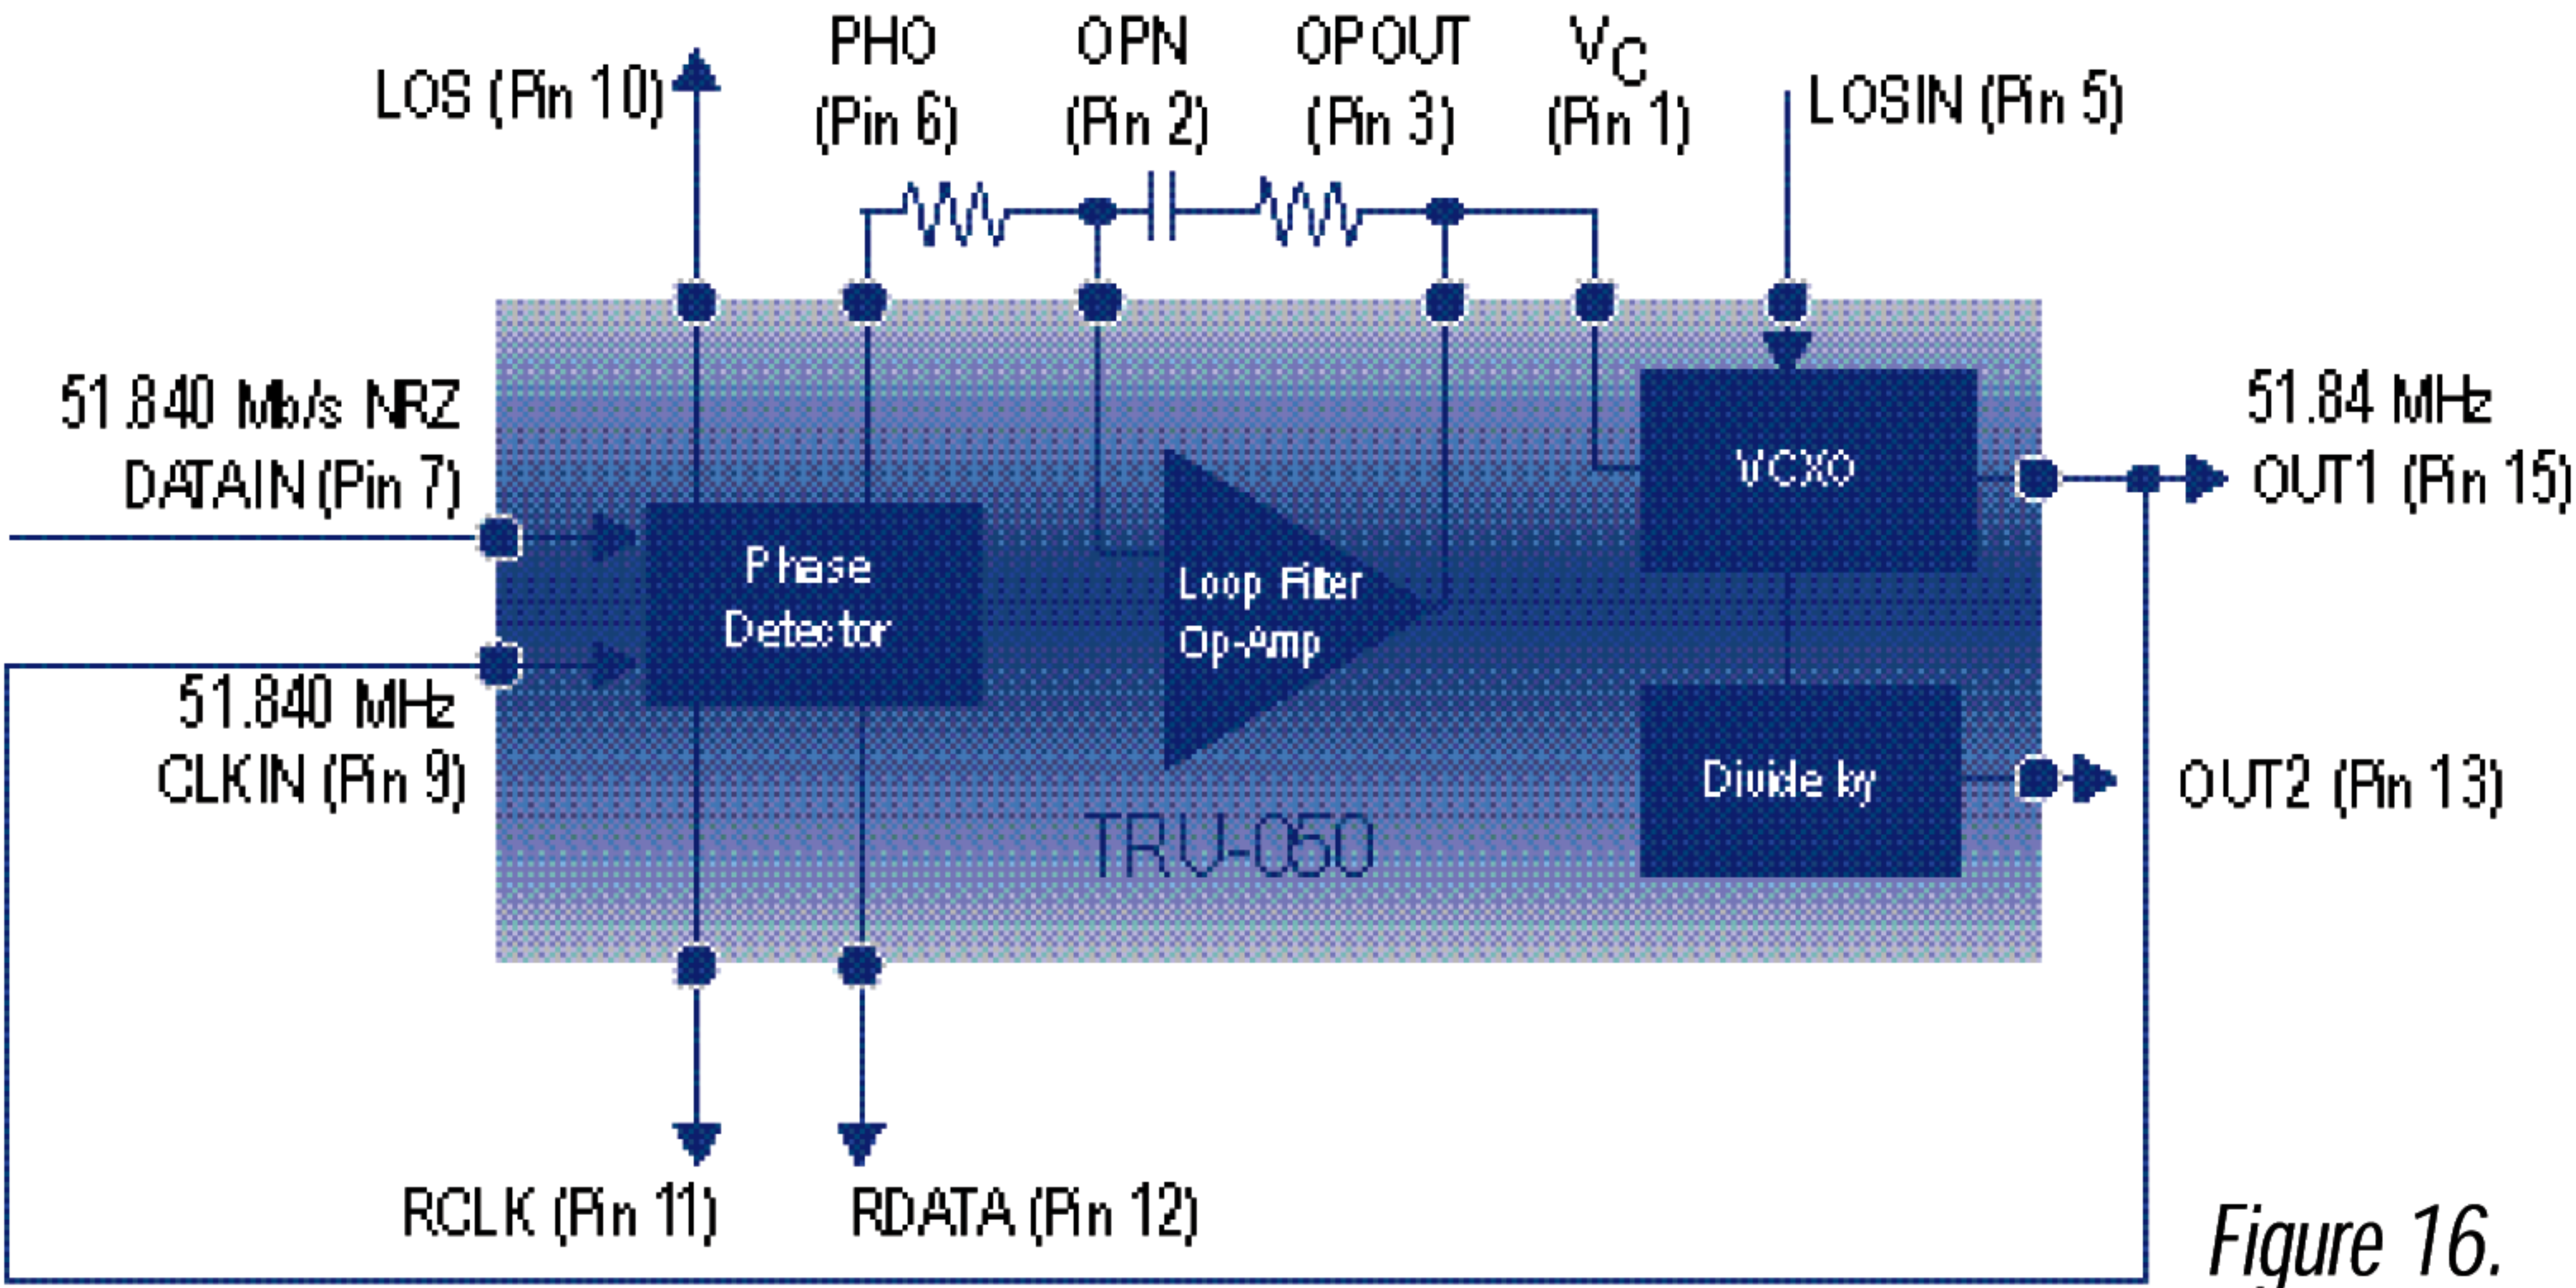 PHO
(Pin 6)
OPN
(Pin 2)
OPOUT
(Pin 3)
VC
(Pin 1)
LOS (Pin 10)
LOSIN (Pin 5)
51.840 Mb/s NRZ
DATAIN (Pin 7)
51.840 MHz
CLKIN (Pin 9)
Phase
Detector
Loop Filter
Op-Amp
VCXO
Divide by
TRU-050
51.84 MHz
OUT1 (Pin 15)
OUT2 (Pin 13)
RCLK (Pin 11)
RDATA (Pin 12)
Figure 16.